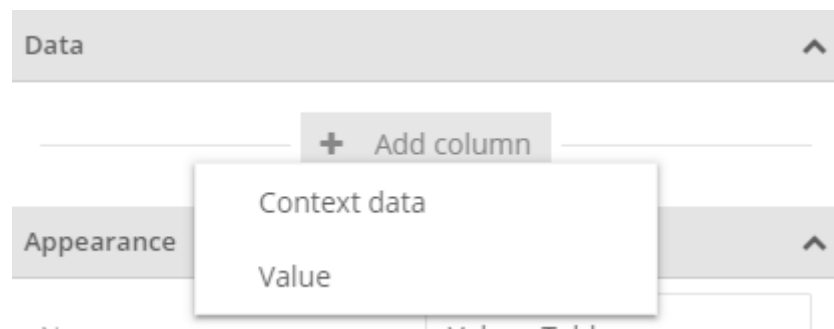 Data
+ Add column
Context data
Appearance
Value